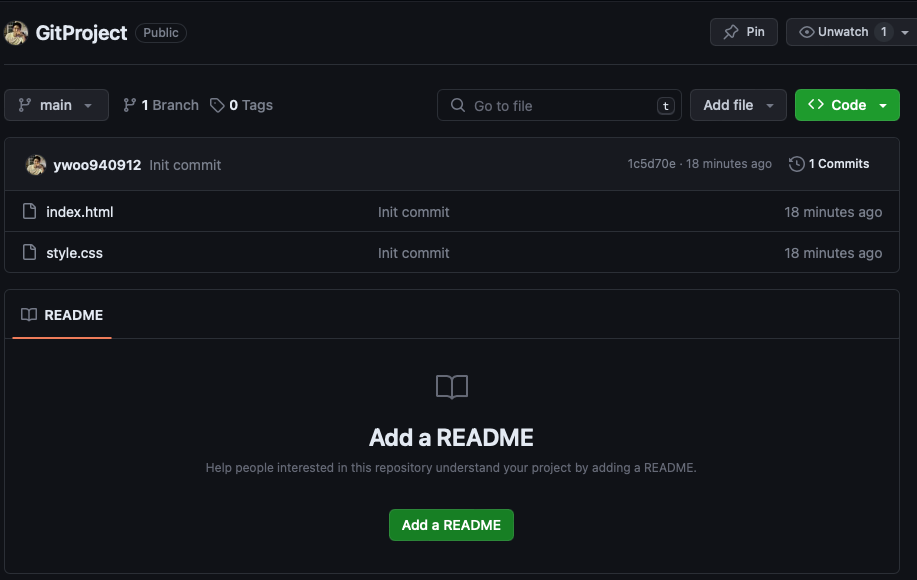 GitProject Public Pin Unwatch 1
main 1 Branch 0 Tags Go to file t Add file Code
ywoo940912 Init commit 1c5d70e · 18 minutes ago 1 Commits
index.html Init commit 18 minutes ago
style.css Init commit 18 minutes ago
README
Add a README
Help people interested in this repository understand your project by adding a README.
Add a README